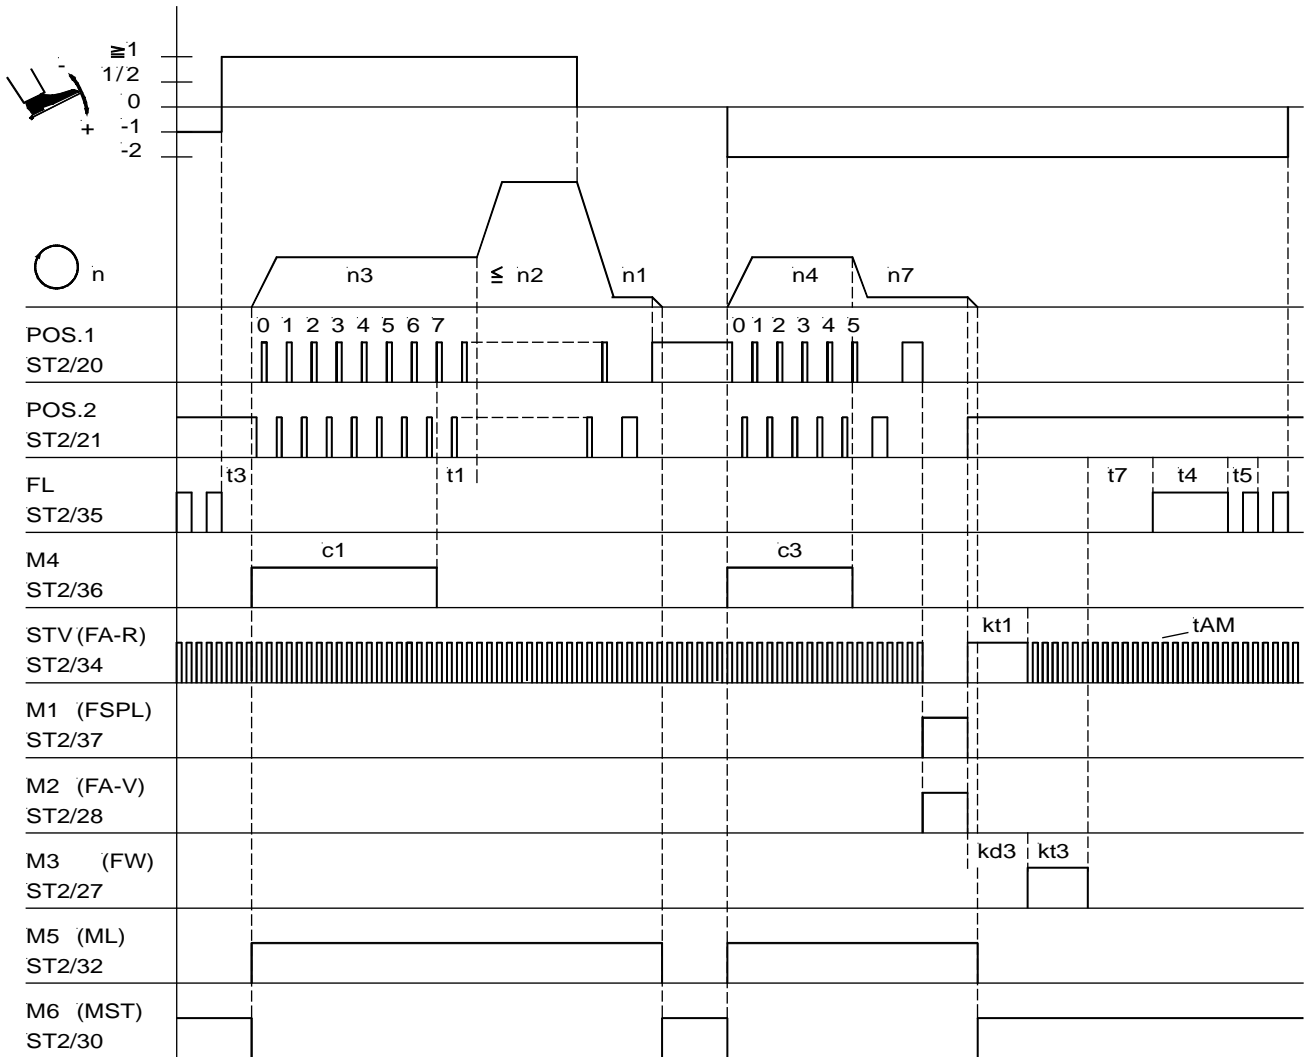 ≧1
1/2
0
-1
-2
-
+
n
n3
≦ n2
n1
n4
n7
POS.1
ST2/20
0 1 2 3 4 5 6 7
0 1 2 3 4 5
POS.2
ST2/21
FL
ST2/35
t3
t1
t7
t4
t5
M4
ST2/36
c1
c3
STV (FA-R)
ST2/34
kt1
tAM
M1 (FSPL)
ST2/37
M2 (FA-V)
ST2/28
M3 (FW)
ST2/27
kd3
kt3
M5 (ML)
ST2/32
M6 (MST)
ST2/30